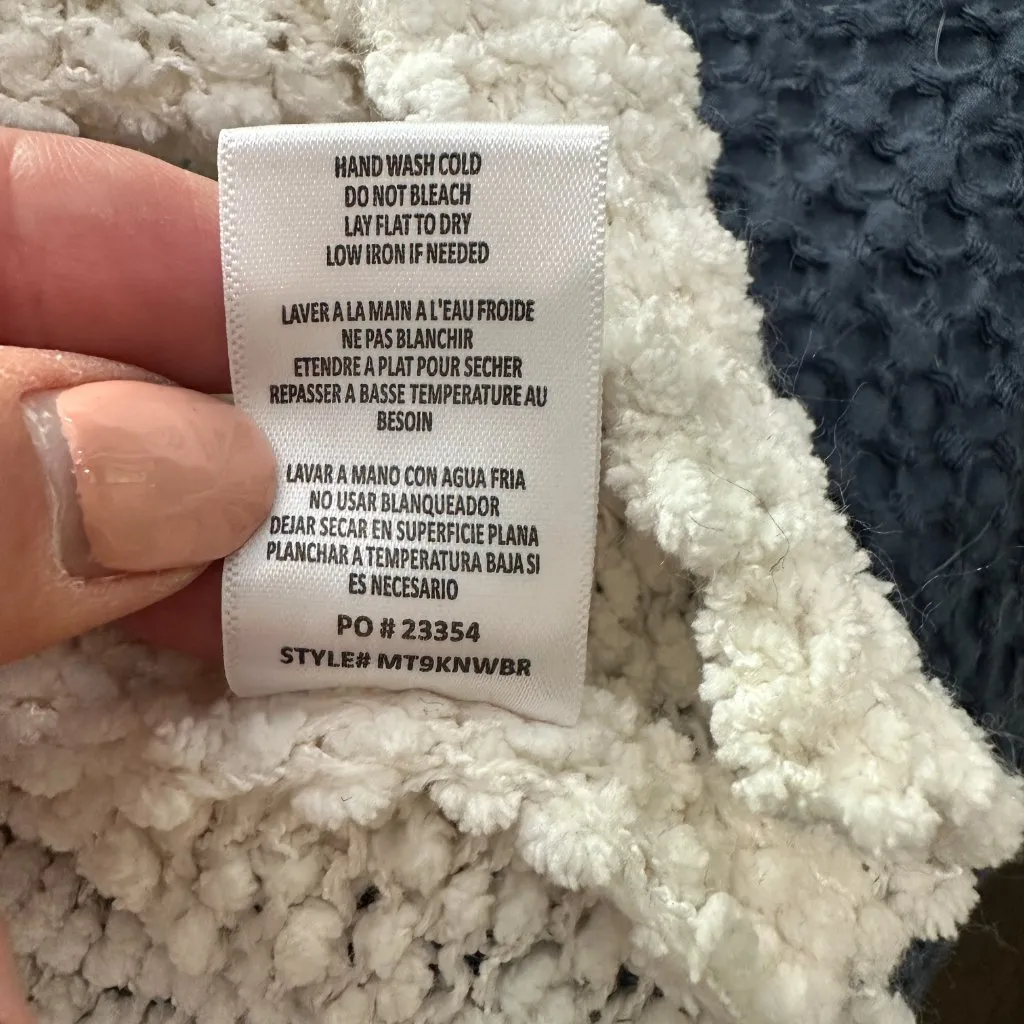 HAND WASH COLD
DO NOT BLEACH
LAY FLAT TO DRY
LOW IRON IF NEEDED
LAVER A LA MAIN A L'EAU FROIDE
NE PAS BLANCHIR
ETENDRE A PLAT POUR SECHER
REPASSER A BASSE TEMPERATURE AU
BESOIN
LAVAR A MANO CON AGUA FRIA
NO USAR BLANQUEADOR
DEJAR SECAR EN SUPERFICIE PLANA
PLANCHAR A TEMPERATURA BAJA SI
ES NECESARIO
PO # 23354
STYLE# MT9KNWBR